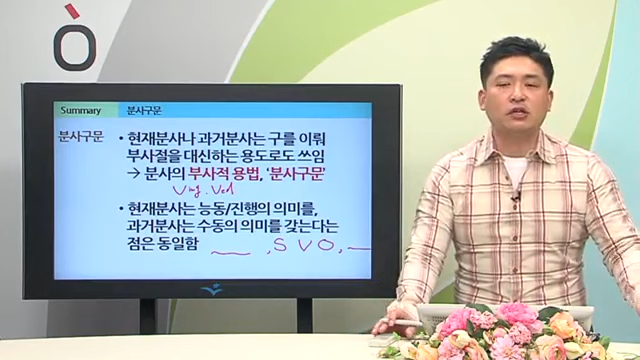 Summary 분사구문
분사구문
• 현재분사나 과거분사는 구를 이뤄
부사절을 대신하는 용도로도 쓰임
→ 분사의 부사적 용법, '분사구문'
Ving. Ved
• 현재분사는 능동/진행의 의미를,
과거분사는 수동의 의미를 갖는다는
점은 동일함
, S V O,